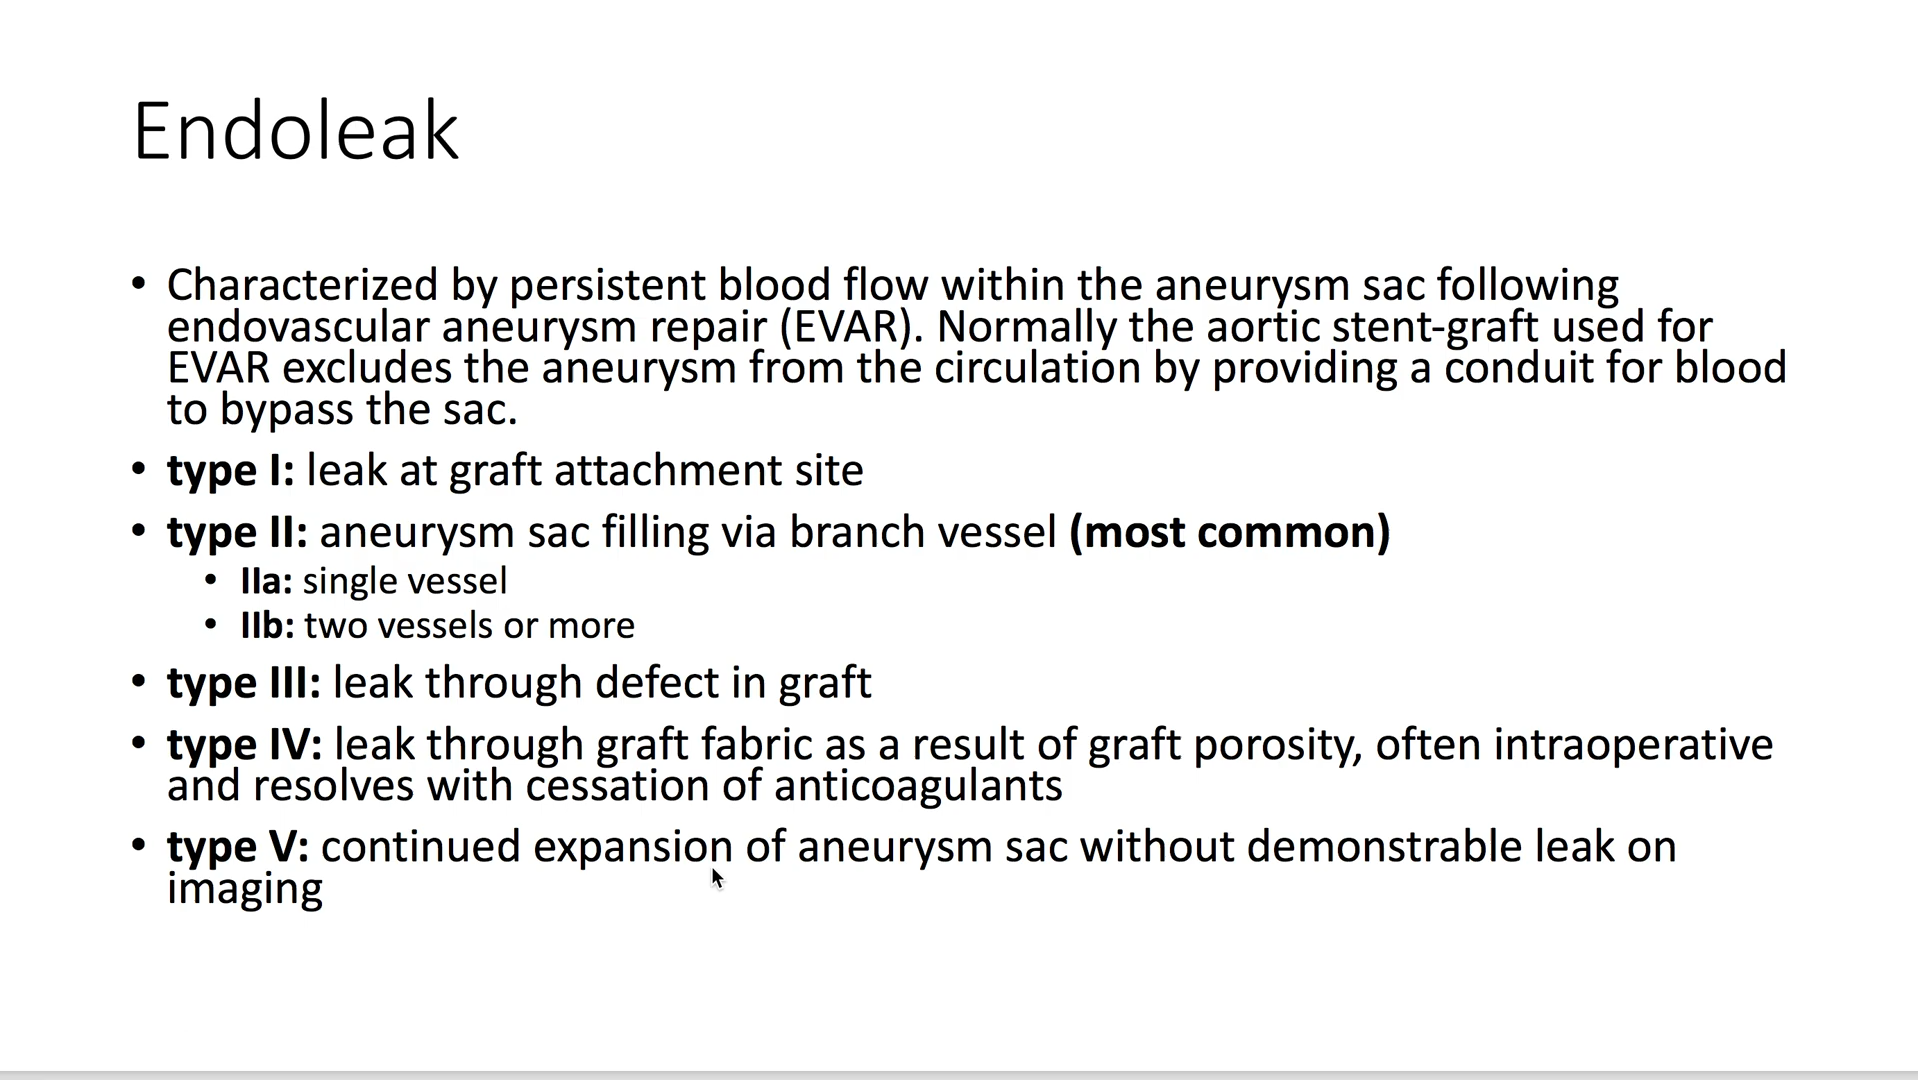 Endoleak
• Characterized by persistent blood flow within the aneurysm sac following
endovascular aneurysm repair (EVAR). Normally the aortic stent-graft used for
EVAR excludes the aneurysm from the circulation by providing a conduit for blood
to bypass the sac.
• type I: leak at graft attachment site
• type II: aneurysm sac filling via branch vessel (most common)
• IIa: single vessel
• IIb: two vessels or more
• type III: leak through defect in graft
• type IV: leak through graft fabric as a result of graft porosity, often intraoperative
and resolves with cessation of anticoagulants
• type V: continued expansion of aneurysm sac without demonstrable leak on
imaging